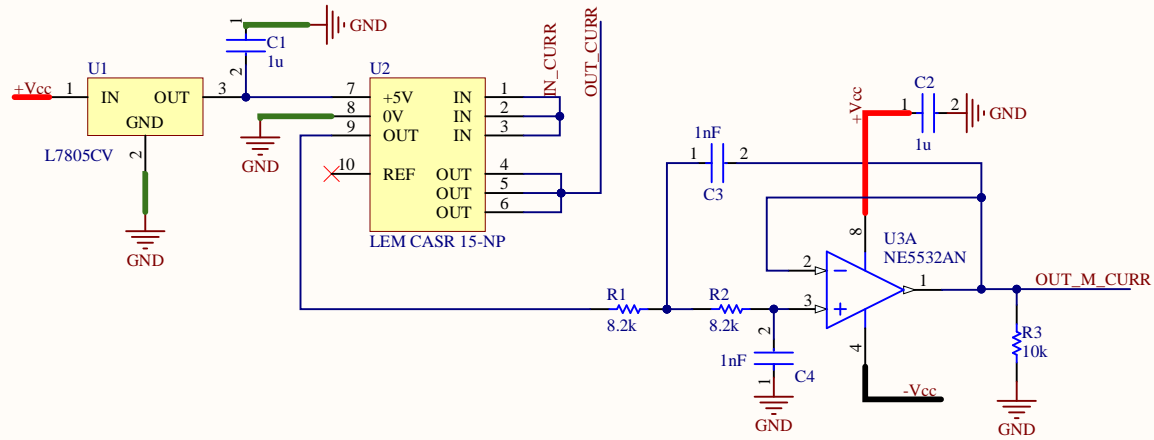 1
GND
C1
1u
2
U1
+Vcc
1
IN
OUT
3
GND
2
L7805CV
GND
U2
7
+5V
8
0V
9
OUT
10
REF
GND
IN
1
IN
2
IN
3
OUT
4
OUT
5
OUT
6
LEM CASR 15-NP
IN_CURR
OUT_CURR
1nF
1
2
C3
+Vcc
1
C2
2
GND
1u
8
U3A
NE5532AN
2
3
1
4
-Vcc
OUT_M_CURR
R1
8.2k
R2
8.2k
2
1nF
1
C4
GND
R3
10k
GND